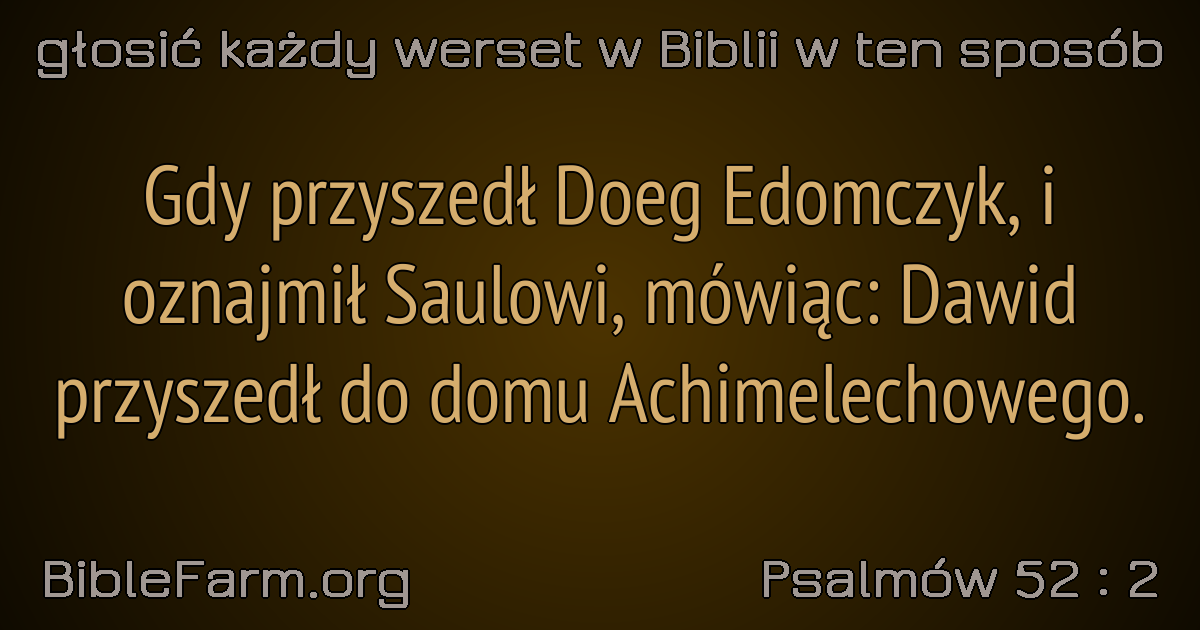 głosić każdy werset w Biblii w ten sposób
Gdy przyszedł Doeg Edomczyk, i
oznajmił Saulowi, mówiąc: Dawid
przyszedł do domu Achimelechowego.
BibleFarm.org
Psalmów 52 : 2